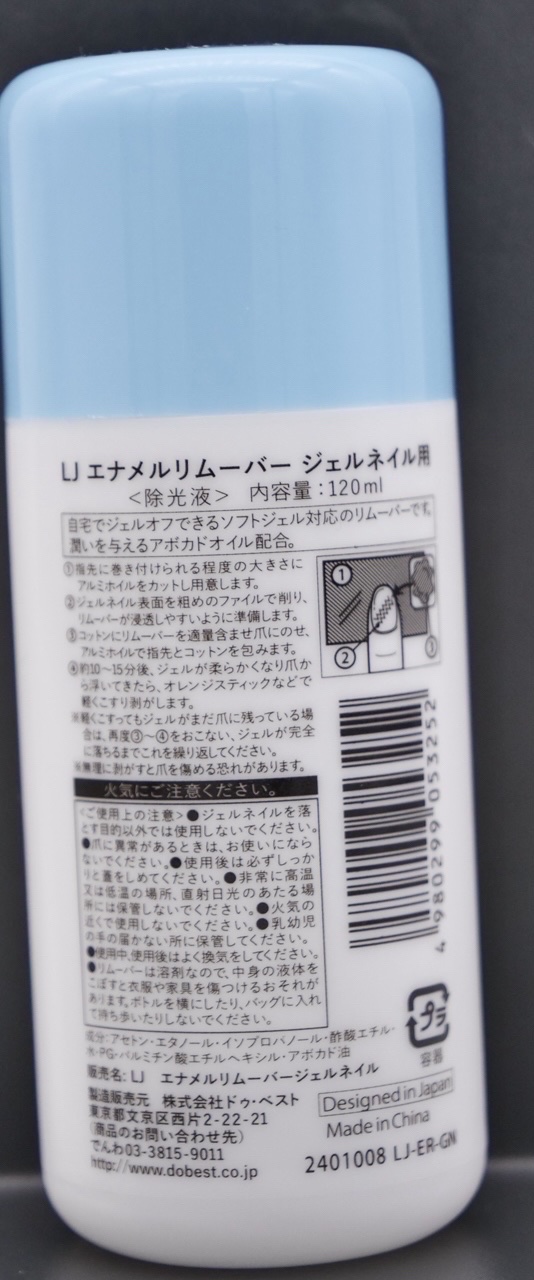 LJ エナメルリムーバー ジェルネイル用
＜除光液＞ 内容量：120ml
自宅でジェルオフできるソフトジェル対応のリムーバーです。
潤いを与えるアボカドオイル配合。
①指先に巻き付けられる程度の大きさに
アルミホイルをカットし用意します。
②ジェルネイル表面を粗めのファイルで削り、
リムーバーが浸透しやすいように準備します。
③コットンにリムーバーを適量含ませ爪にのせ、
アルミホイルで指先とコットンを包みます。
④約10〜15分後、ジェルが柔らかくなり爪か
ら浮いてきたら、オレンジスティックなどで
軽くこすり剥がします。
※軽くこすってもジェルがまだ爪に残っている場
合は、再度③〜④をおこない、ジェルが完全
に落ちるまでこれを繰り返してください。
※無理に剥がすと爪を傷める恐れがあります。
①
②
③
火気にご注意ください。
＜ご使用上の注意＞●ジェルネイルを落
とす目的以外では使用しないでください。
●爪に異常があるときは、お使いになら
ないでください。●使用後は必ずしっか
りと蓋をしめてください。●非常に高温
又は低温の場所、直射日光のあたる場
所には保管しないでください。●火気の
近くで使用しないでください。●乳幼児
の手の届かない所に保管してください。
●使用中、使用後はよく換気をしてください。
●リムーバーは溶剤なので、中身の液体を
こぼすと衣服や家具を傷つけるおそれが
あります。ボトルを横にしたり、バッグに入れ
て持ち歩いたりしないでください。
4 980299 053252
プラ
容器
成分：アセトン・エタノール・イソプロパノール・酢酸エチル・
水・PG・パルミチン酸エチルヘキシル・アボカド油
販売名：LJ エナメルリムーバージェルネイル
製造販売元 株式会社ドゥ・ベスト
東京都文京区西片2-22-21
（商品のお問い合わせ先）
でんわ03-3815-9011
http://www.dobest.co.jp
Designed in Japan
Made in China
2401008 LJ-ER-GN